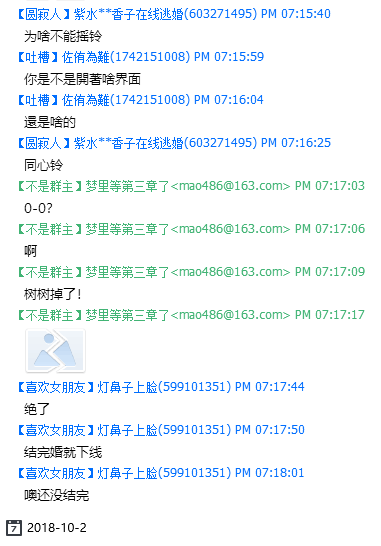 【圆寂人】紫水**香子在线逃婚(603271495) PM 07:15:40
为啥不能摇铃
【吐槽】佐侑為難(1742151008) PM 07:15:59
你是不是開著啥界面
【吐槽】佐侑為難(1742151008) PM 07:16:04
還是啥的
【圆寂人】紫水**香子在线逃婚(603271495) PM 07:16:25
同心铃
【不是群主】梦里等第三章了<mao486@163.com> PM 07:17:03
0-0?
【不是群主】梦里等第三章了<mao486@163.com> PM 07:17:06
啊
【不是群主】梦里等第三章了<mao486@163.com> PM 07:17:09
树树掉了!
【不是群主】梦里等第三章了<mao486@163.com> PM 07:17:17
【喜欢女朋友】灯鼻子上脸(599101351) PM 07:17:44
绝了
【喜欢女朋友】灯鼻子上脸(599101351) PM 07:17:50
结完婚就下线
【喜欢女朋友】灯鼻子上脸(599101351) PM 07:18:01
噢还没结完
7 2018-10-2